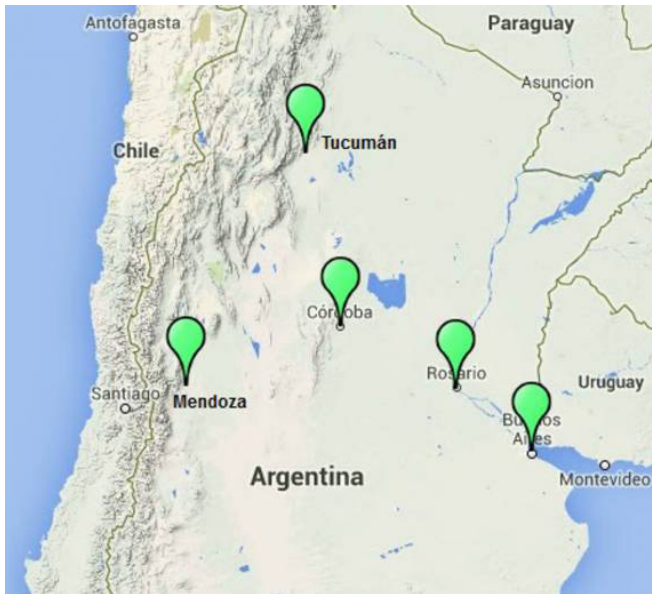 Antofagasta
Paraguay
Asuncion
Chile
Tucumán
Córdoba
Rosario
Santiago
Mendoza
Uruguay
Buenos
Aires
Argentina
Montevideo